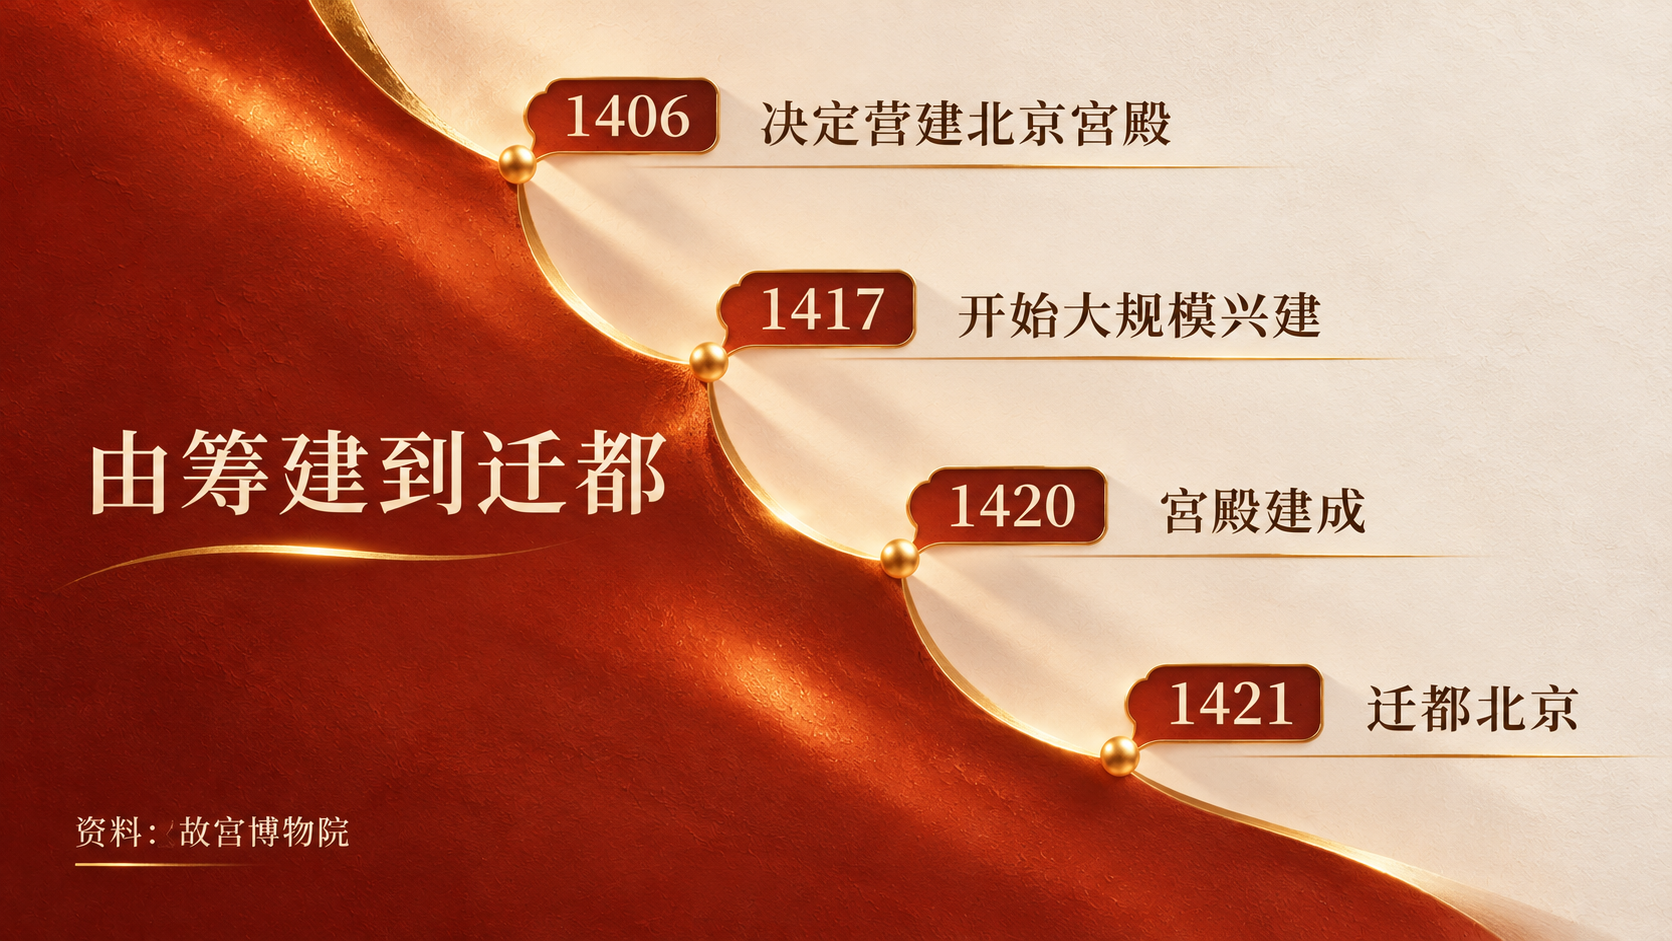 1406 决定营建北京宫殿
1417 开始大规模兴建
由筹建到迁都
1420 宫殿建成
1421 迁都北京
资料：故宫博物院